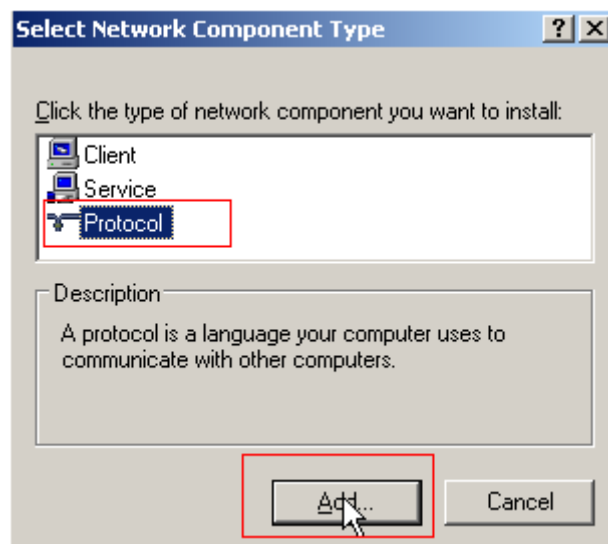 Select Network Component Type
Click the type of network component you want to install:
Client
Service
Protocol
Description
A protocol is a language your computer uses to
communicate with other computers.
Add...
Cancel